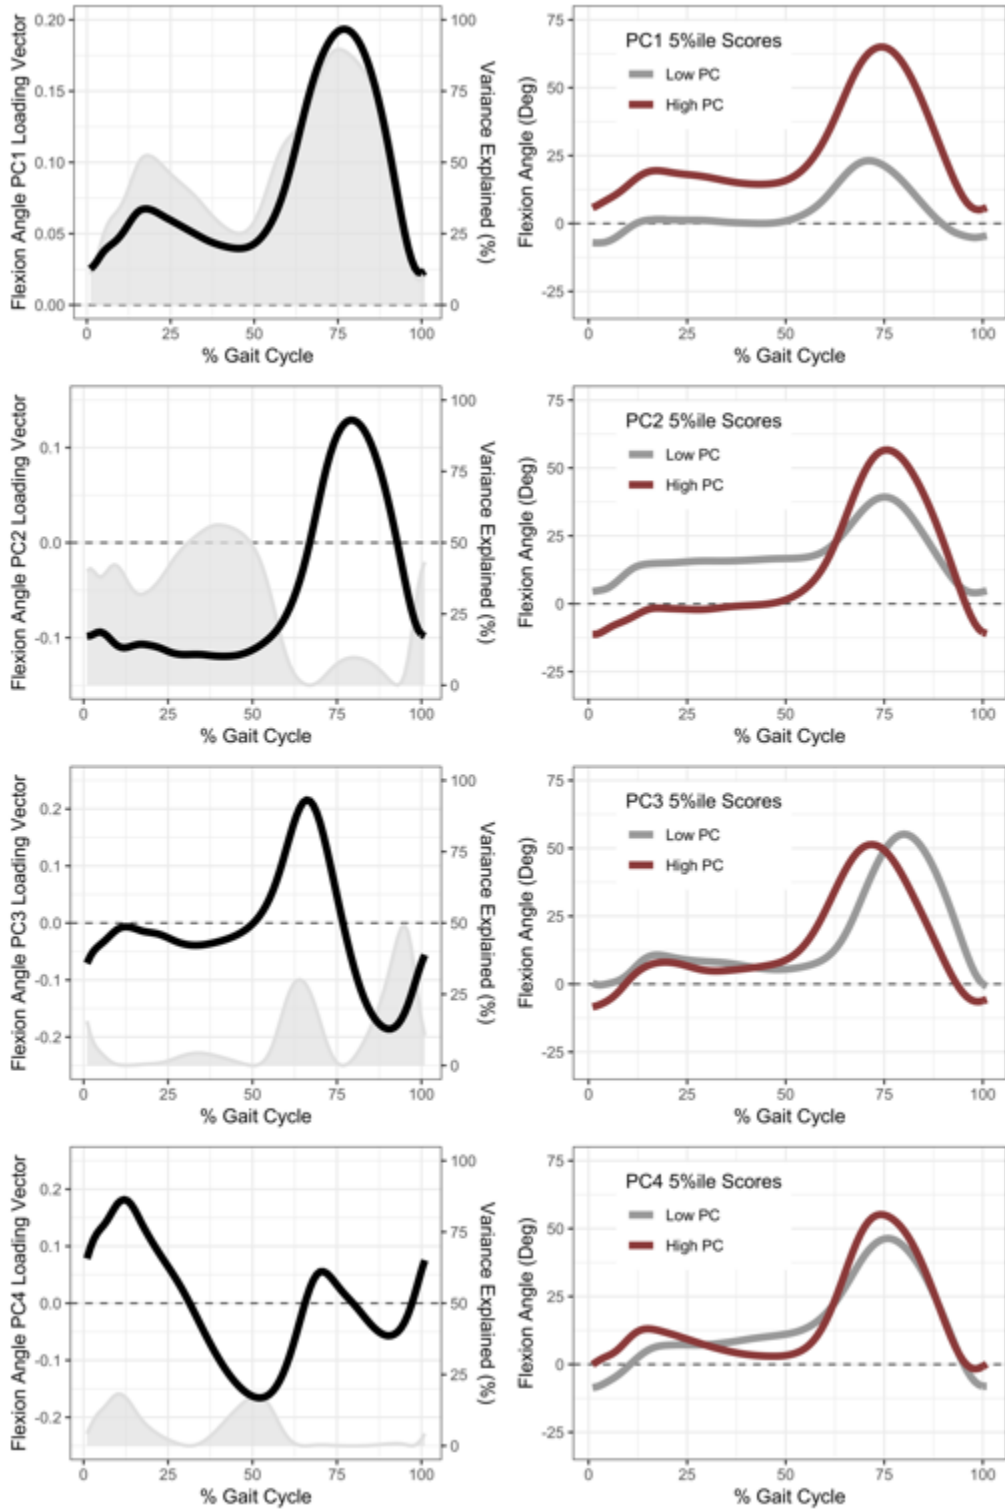 Flexion Angle PC1 Loading Vector
0.20
0.15
0.10
0.05
0.00
100
75
50
25
0
Variance Explained (%)
0 25 50 75 100
% Gait Cycle
Flexion Angle (Deg)
75
50
25
0
-25
PC1 5%ile Scores
Low PC
High PC
0 25 50 75 100
% Gait Cycle
Flexion Angle PC2 Loading Vector
0.1
0.0
-0.1
100
75
50
25
0
Variance Explained (%)
0 25 50 75 100
% Gait Cycle
Flexion Angle (Deg)
75
50
25
0
-25
PC2 5%ile Scores
Low PC
High PC
0 25 50 75 100
% Gait Cycle
Flexion Angle PC3 Loading Vector
0.2
0.1
0.0
-0.1
-0.2
100
75
50
25
0
Variance Explained (%)
0 25 50 75 100
% Gait Cycle
Flexion Angle (Deg)
75
50
25
0
-25
PC3 5%ile Scores
Low PC
High PC
0 25 50 75 100
% Gait Cycle
Flexion Angle PC4 Loading Vector
0.2
0.1
0.0
-0.1
-0.2
100
75
50
25
0
Variance Explained (%)
0 25 50 75 100
% Gait Cycle
Flexion Angle (Deg)
75
50
25
0
-25
PC4 5%ile Scores
Low PC
High PC
0 25 50 75 100
% Gait Cycle